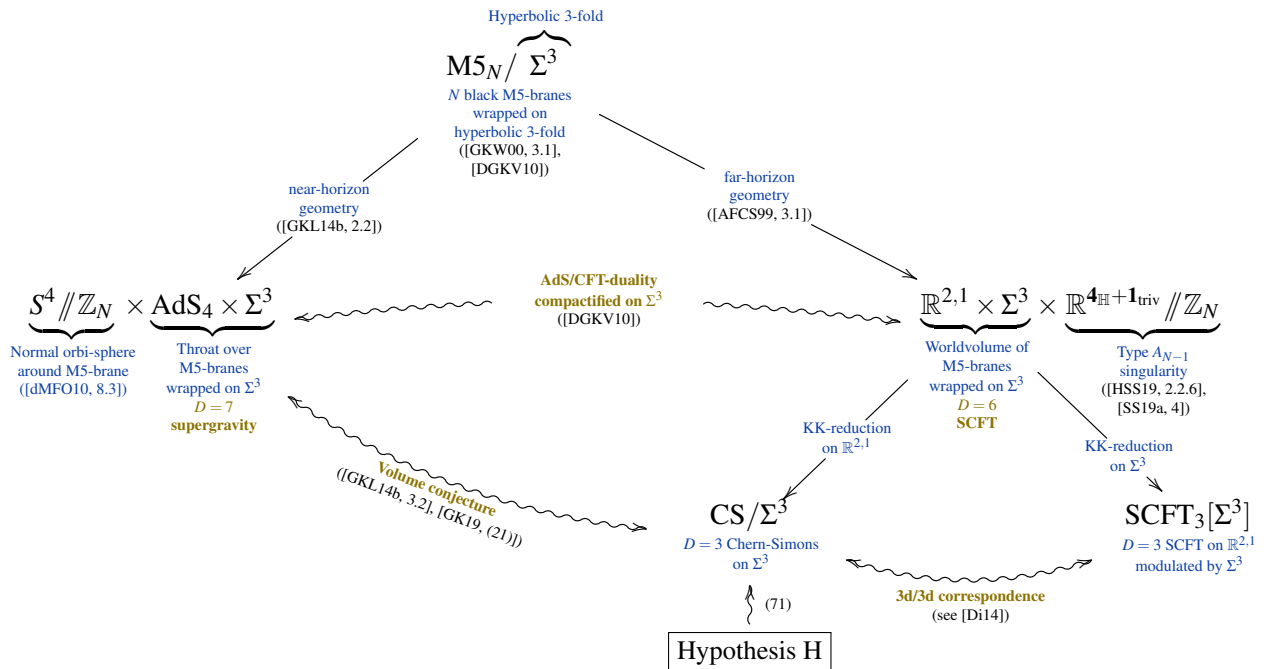 Hyperbolic 3-fold
M5_N / Σ^3
N black M5-branes
wrapped on
hyperbolic 3-fold
([GKW00, 3.1],
[DGKV10])
near-horizon
geometry
([GKL14b, 2.2])
far-horizon
geometry
([AFCS99, 3.1])
S^4 ⫽ ℤ_N × AdS_4 × Σ^3
Normal orbi-sphere
around M5-brane
([dMFO10, 8.3])
Throat over
M5-branes
wrapped on Σ^3
D = 7
supergravity
AdS/CFT-duality
compactified on Σ^3
([DGKV10])
ℝ^{2,1} × Σ^3 × ℝ^{4_ℍ+1_triv} ⫽ ℤ_N
Worldvolume of
M5-branes
wrapped on Σ^3
D = 6
SCFT
Type A_{N−1}
singularity
([HSS19, 2.2.6],
[SS19a, 4])
KK-reduction
on ℝ^{2,1}
KK-reduction
on Σ^3
Volume conjecture
([GKL14b, 3.2], [GK19, (21)])
CS/Σ^3
D = 3 Chern-Simons
on Σ^3
SCFT_3[Σ^3]
D = 3 SCFT on ℝ^{2,1}
modulated by Σ^3
3d/3d correspondence
(see [Di14])
(71)
Hypothesis H